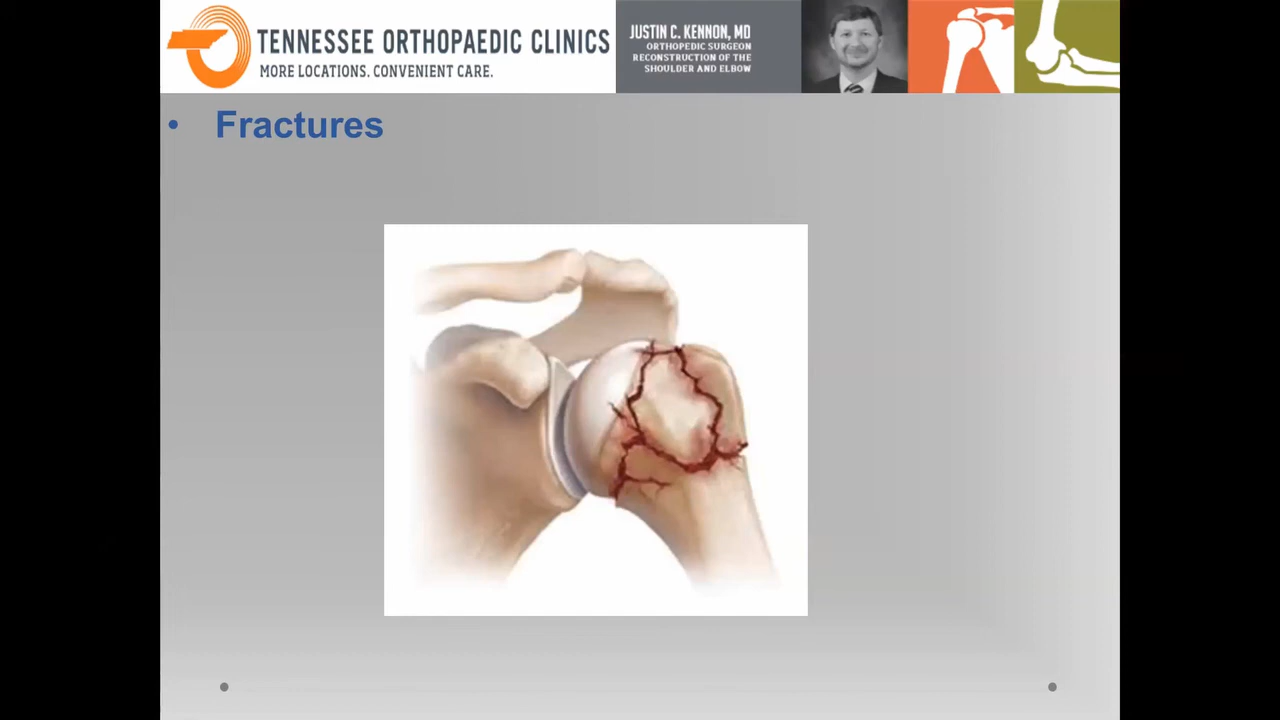 TENNESSEE ORTHOPAEDIC CLINICS
MORE LOCATIONS. CONVENIENT CARE.
JUSTIN C. KENNON, MD
ORTHOPEDIC SURGEON
RECONSTRUCTION OF THE
SHOULDER AND ELBOW
• Fractures